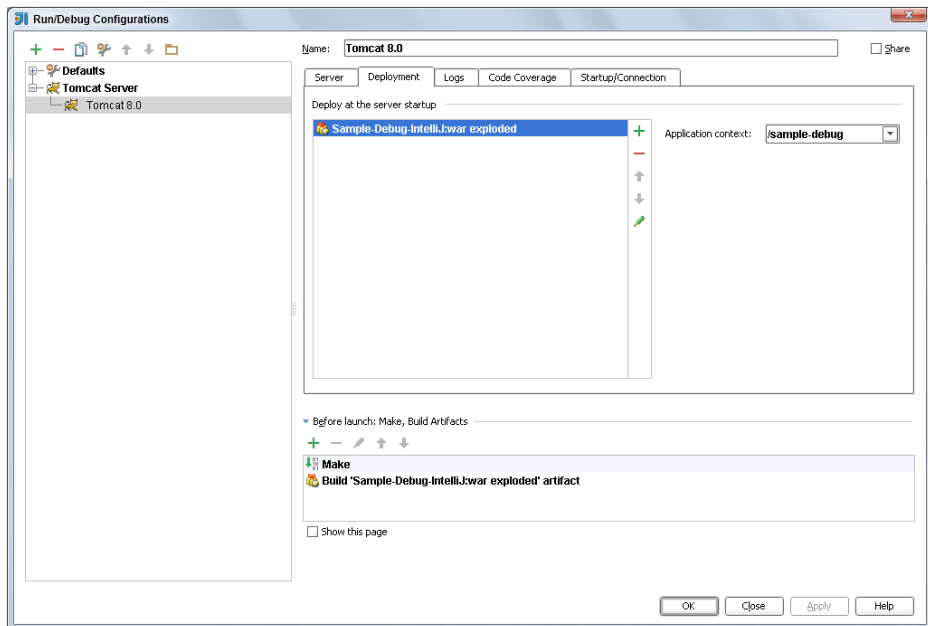 Run/Debug Configurations
Name: Tomcat 8.0
Share
Defaults
Tomcat Server
Tomcat 8.0
Server Deployment Logs Code Coverage Startup/Connection
Deploy at the server startup
Sample-Debug-IntelliJ:war exploded
Application context: /sample-debug
Before launch: Make, Build Artifacts
Make
Build 'Sample-Debug-IntelliJ:war exploded' artifact
Show this page
OK Close Apply Help